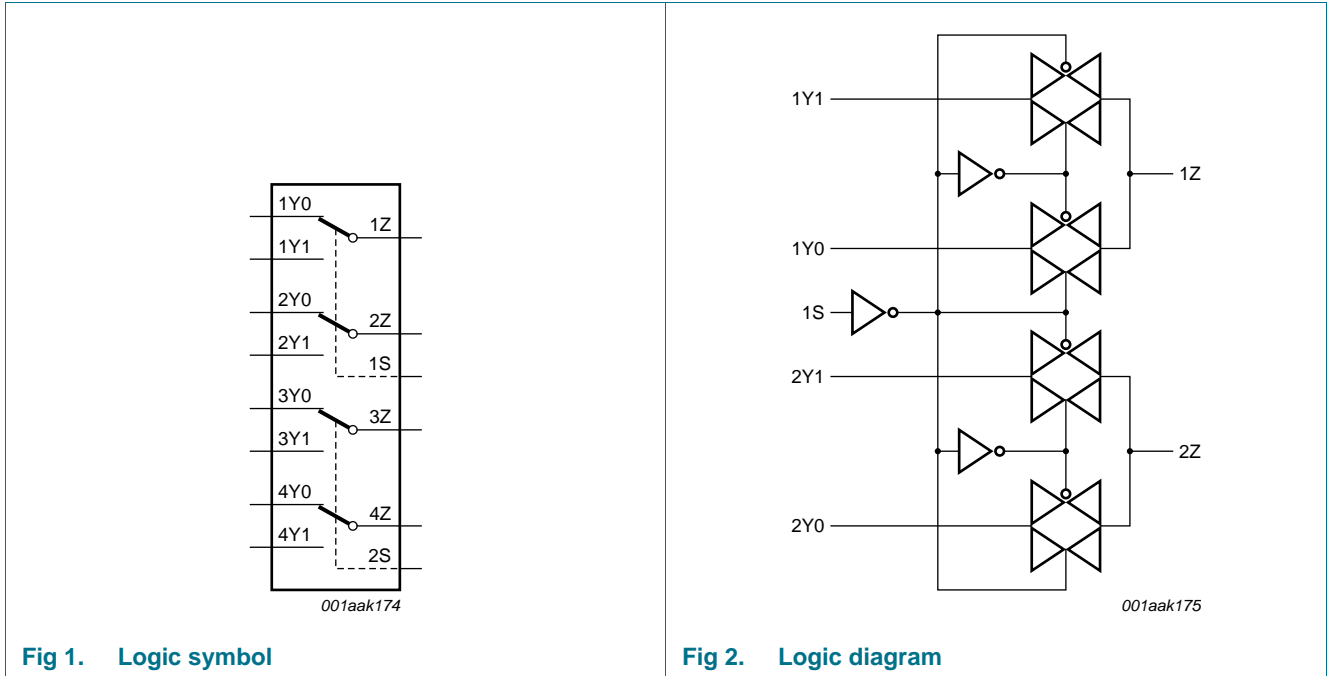 1Y0
1Z
1Y1
2Y0
2Z
2Y1
1S
3Y0
3Z
3Y1
4Y0
4Z
4Y1
2S
001aak174
Fig 1. Logic symbol
1Y1
1Z
1Y0
1S
2Y1
2Z
2Y0
001aak175
Fig 2. Logic diagram